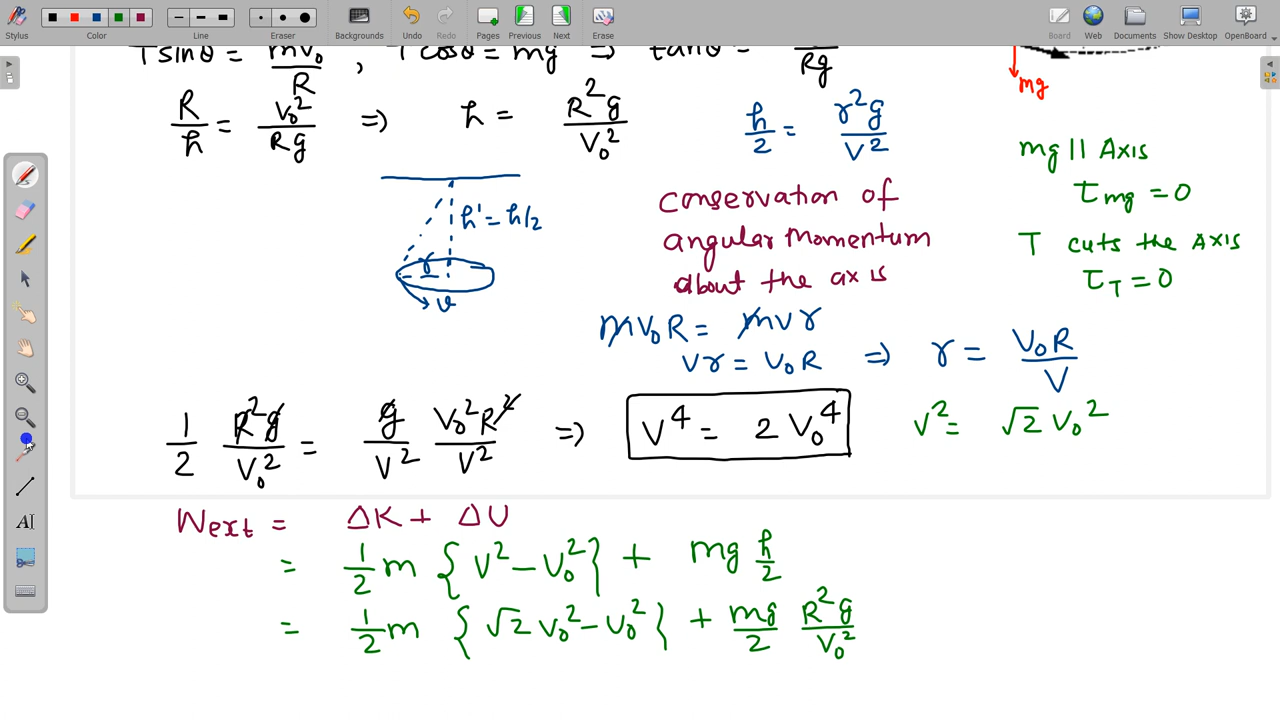 Stylus Color Line Eraser Background Undo Redo Pages Previous Next Erase Board Web Documents Show Desktop OpenBoard
T sinθ = mv₀/R , T cosθ = mg ⇒ tanθ = /Rg
mg
R/h = V₀²/Rg ⇒ h = R²g/V₀²
h/2 = r²g/V²
mg || Axis
τmg = 0
T cuts the Axis
τT = 0
h' = h/2
r
v
conservation of
angular momentum
about the axis
mV₀R = mvr
vr = V₀R ⇒ r = V₀R/V
1/2 R²g/V₀² = g/V² V₀²R²/V² ⇒ V⁴ = 2V₀⁴
v² = √2 V₀²
Wext = ΔK + ΔU
= 1/2 m {V² − V₀²} + mg h/2
= 1/2 m {√2 V₀² − V₀²} + mg/2 R²g/V₀²